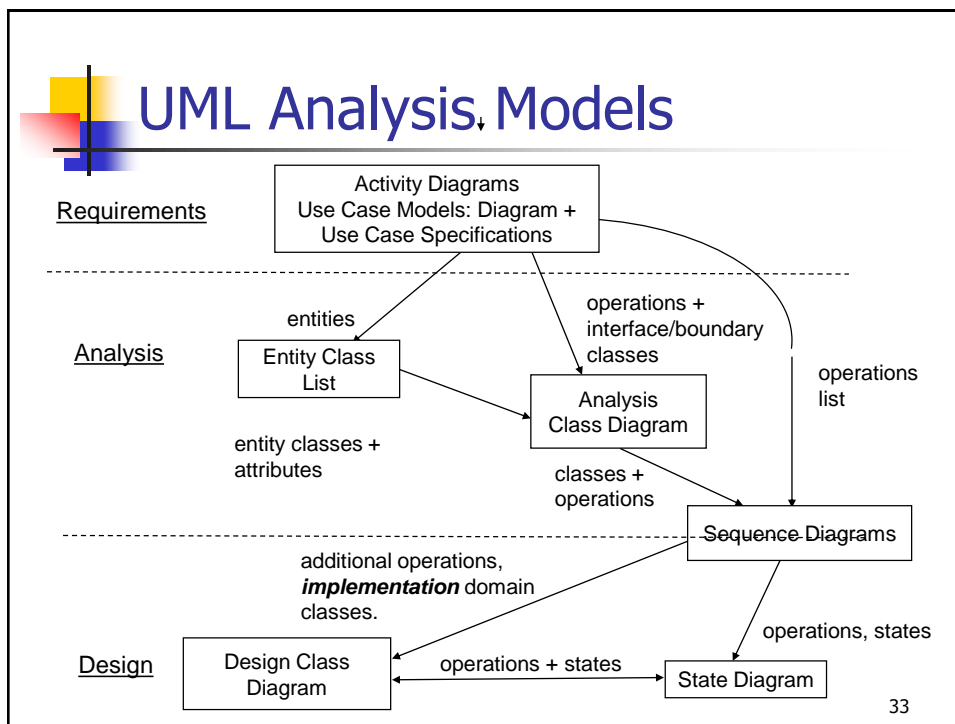 UML Analysis Models
Requirements
Activity Diagrams
Use Case Models: Diagram +
Use Case Specifications
entities
operations +
interface/boundary
classes
Analysis
Entity Class
List
operations
list
Analysis
Class Diagram
entity classes +
attributes
classes +
operations
Sequence Diagrams
additional operations,
implementation domain
classes.
operations, states
Design
Design Class
Diagram
operations + states
State Diagram
33